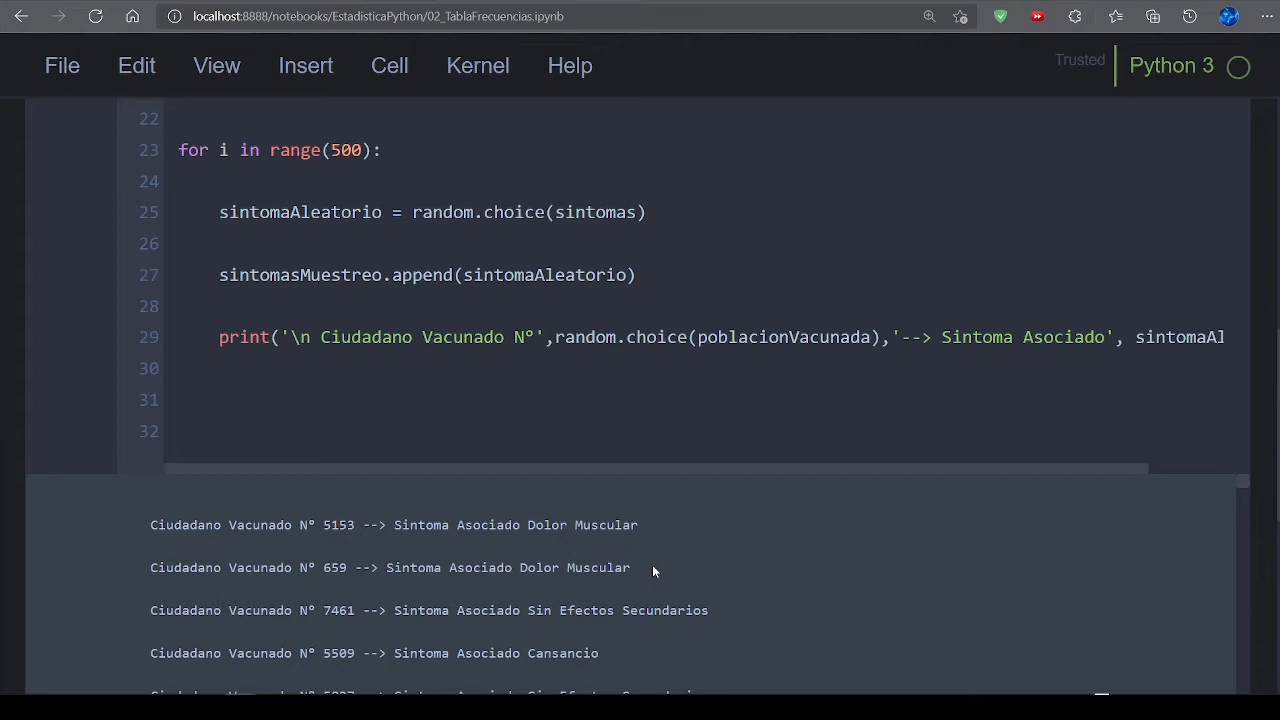 localhost:8888/notebooks/EstadisticaPython/02_TablaFrecuencias.ipynb
File Edit View Insert Cell Kernel Help Trusted Python 3
22
23 for i in range(500):
24
25 sintomaAleatorio = random.choice(sintomas)
26
27 sintomasMuestreo.append(sintomaAleatorio)
28
29 print('\n Ciudadano Vacunado N°',random.choice(poblacionVacunada),'--> Sintoma Asociado', sintomaAl
30
31
32
Ciudadano Vacunado N° 5153 --> Sintoma Asociado Dolor Muscular
Ciudadano Vacunado N° 659 --> Sintoma Asociado Dolor Muscular
Ciudadano Vacunado N° 7461 --> Sintoma Asociado Sin Efectos Secundarios
Ciudadano Vacunado N° 5509 --> Sintoma Asociado Cansancio